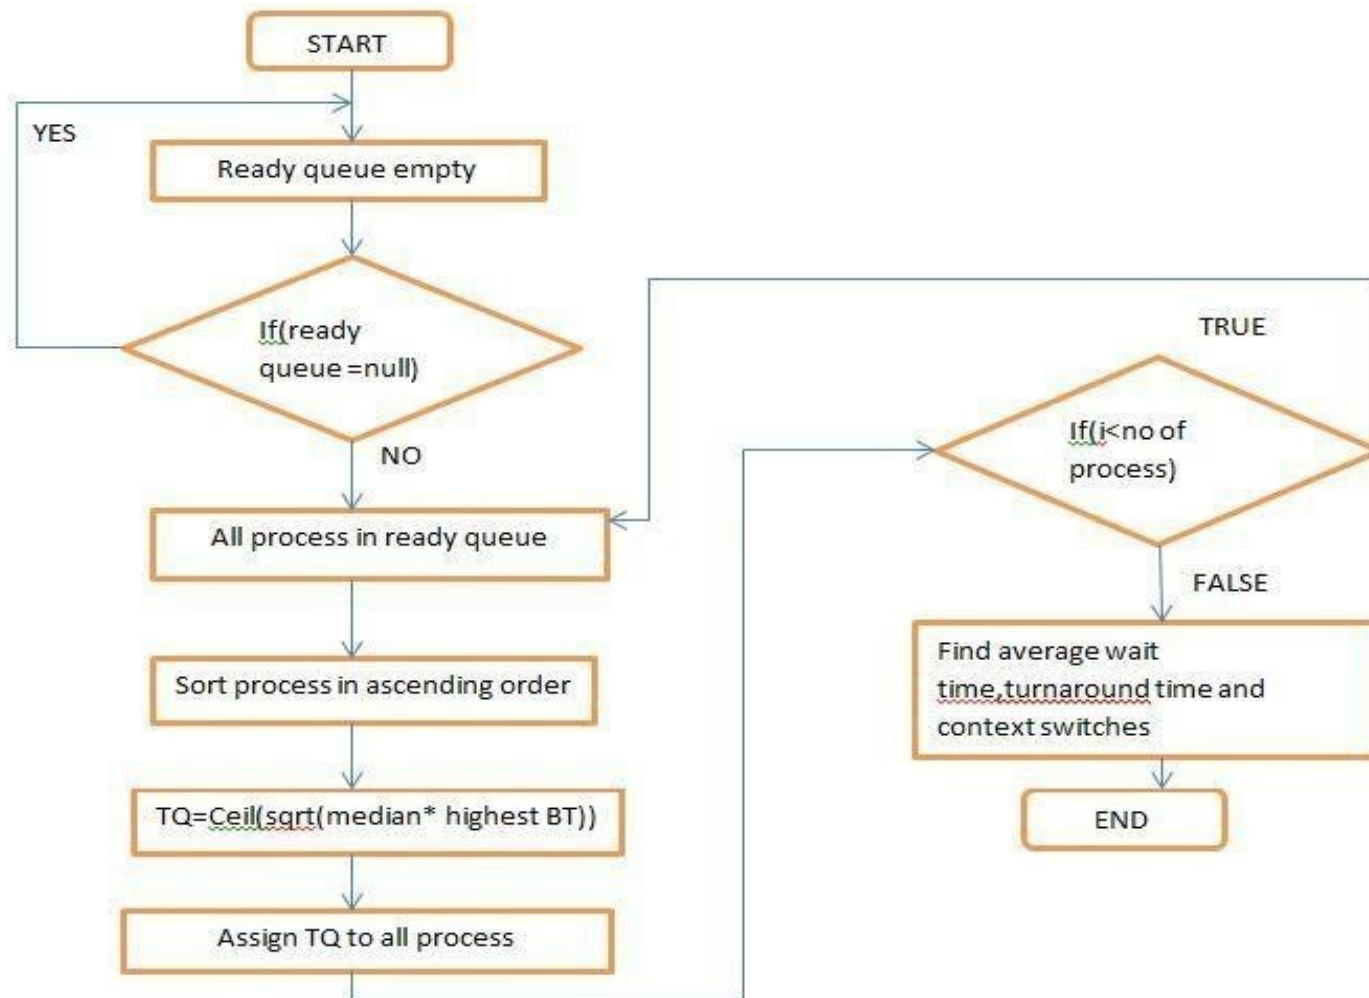 START
YES
Ready queue empty
If(ready
queue =null)
NO
All process in ready queue
Sort process in ascending order
TQ=Ceil(sqrt(median* highest BT))
Assign TQ to all process
TRUE
If(i<no of
process)
FALSE
Find average wait
time,turnaround time and
context switches
END